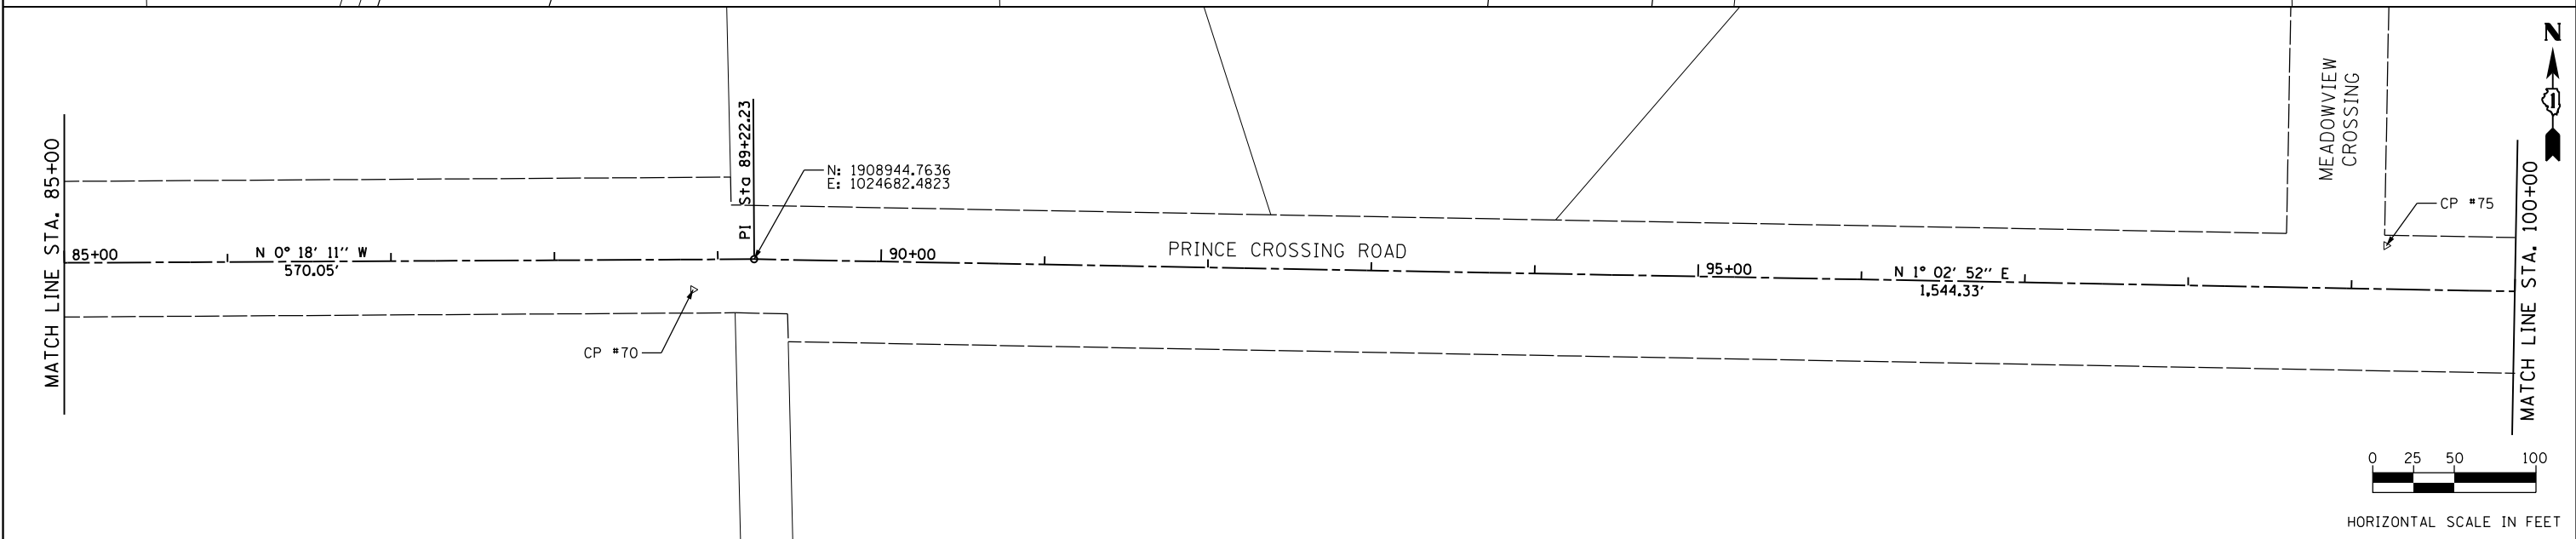 MATCH LINE STA. 85+00
85+00
N 0° 18' 11'' W
570.05'
CP #70
PI Sta 89+22.23
N: 1908944.7636
E: 1024682.4823
90+00
PRINCE CROSSING ROAD
95+00
N 1° 02' 52'' E
1,544.33'
MEADOWVIEW
CROSSING
CP #75
N
1
MATCH LINE STA. 100+00
0 25 50 100
HORIZONTAL SCALE IN FEET